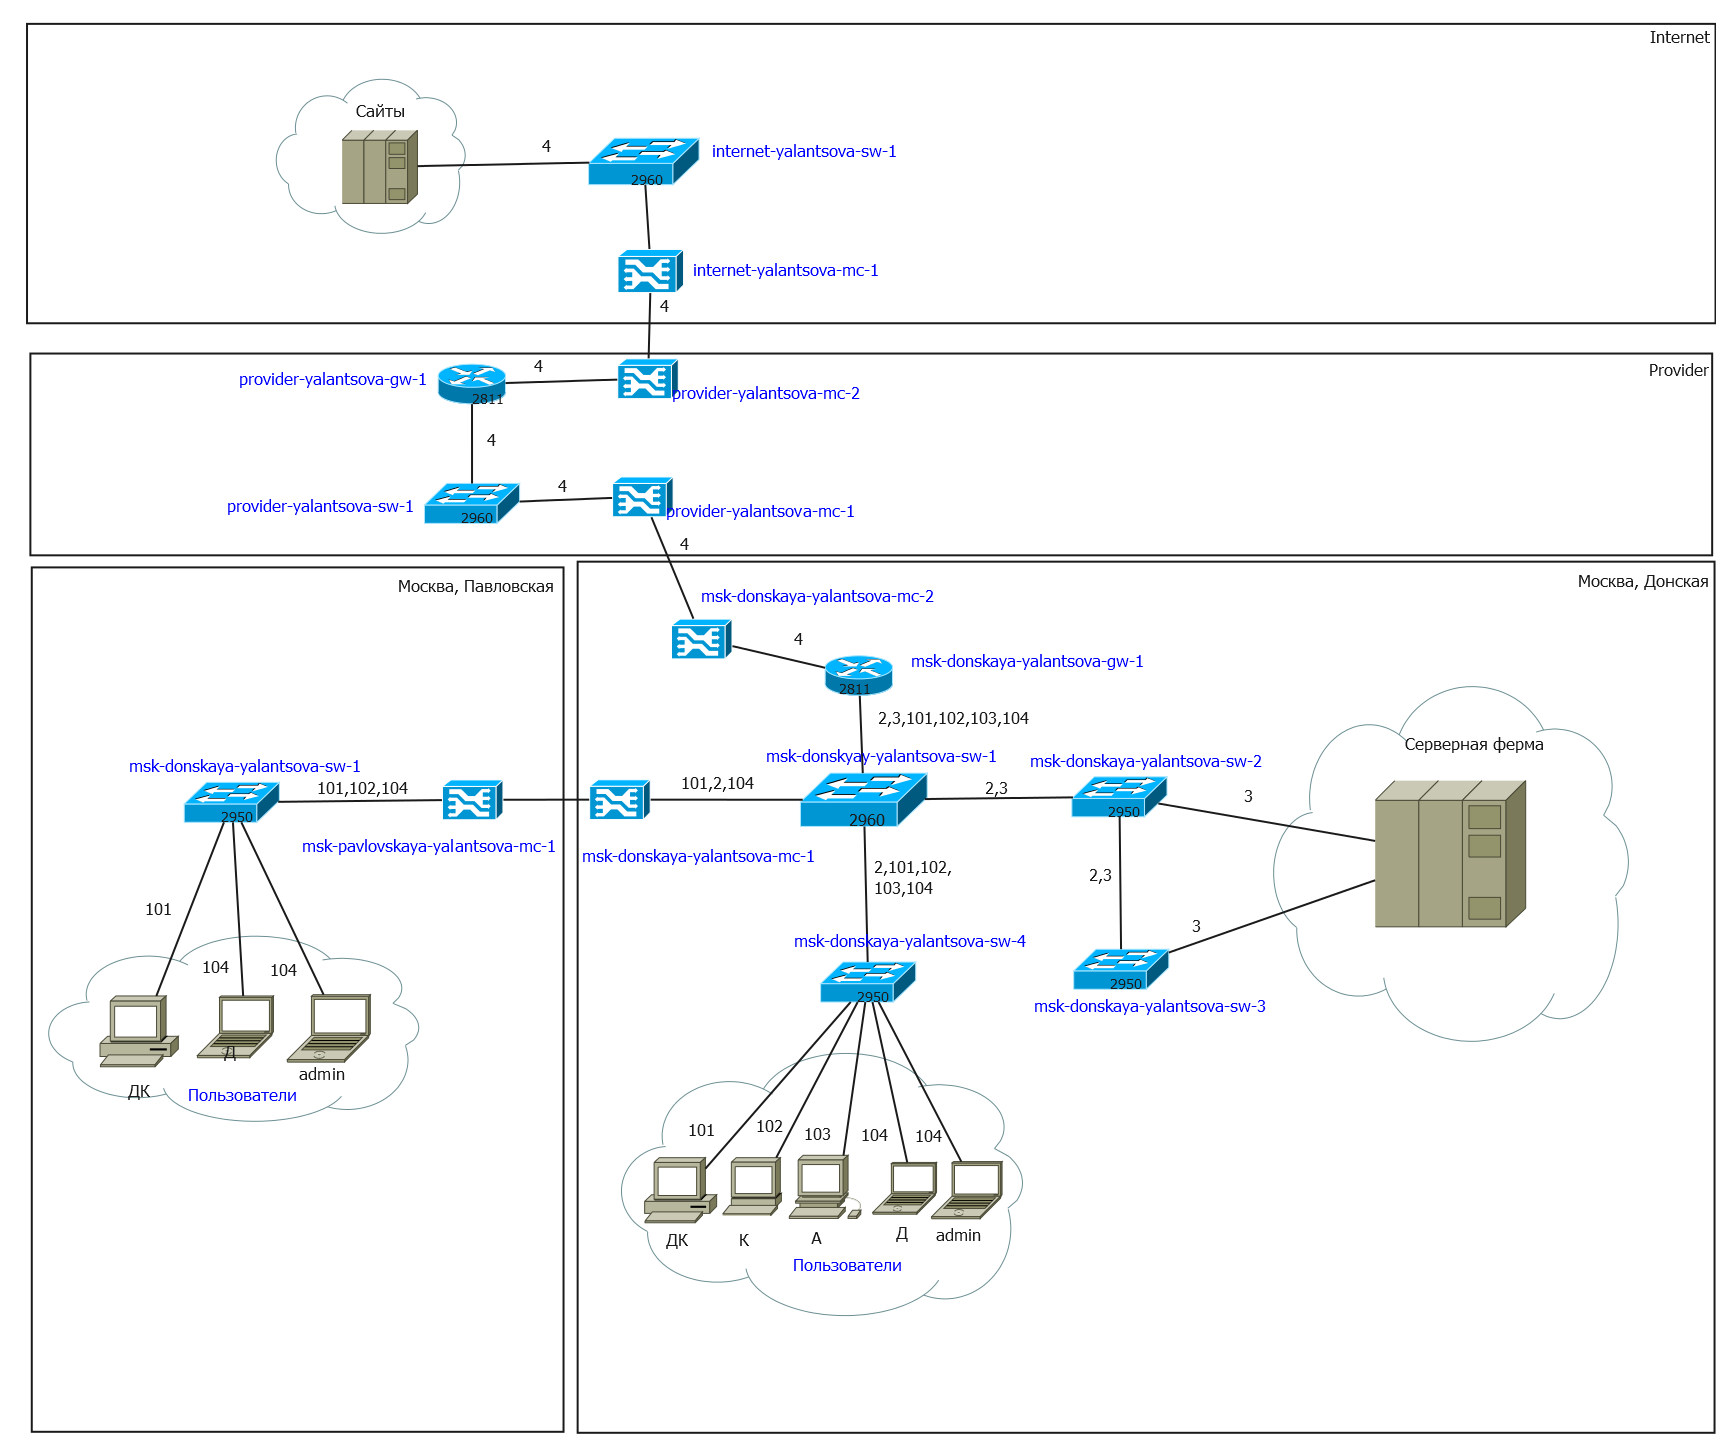 Internet
Сайты
4
internet-yalantsova-sw-1
2960
internet-yalantsova-mc-1
4
Provider
4
provider-yalantsova-gw-1
2811
provider-yalantsova-mc-2
4
4
provider-yalantsova-sw-1
2960
provider-yalantsova-mc-1
4
Москва, Павловская
msk-donskaya-yalantsova-sw-1
101,102,104
2950
msk-pavlovskaya-yalantsova-mc-1
101
104
104
Д
admin
ДК
Пользователи
Москва, Донская
msk-donskaya-yalantsova-mc-2
4
msk-donskaya-yalantsova-gw-1
2811
2,3,101,102,103,104
msk-donskyay-yalantsova-sw-1
101,2,104
2960
msk-donskaya-yalantsova-mc-1
2,3
msk-donskaya-yalantsova-sw-2
2950
3
Серверная ферма
2,3
3
2950
msk-donskaya-yalantsova-sw-3
2,101,102,
103,104
msk-donskaya-yalantsova-sw-4
2950
101
102
103
104
104
ДК
К
А
Д
admin
Пользователи